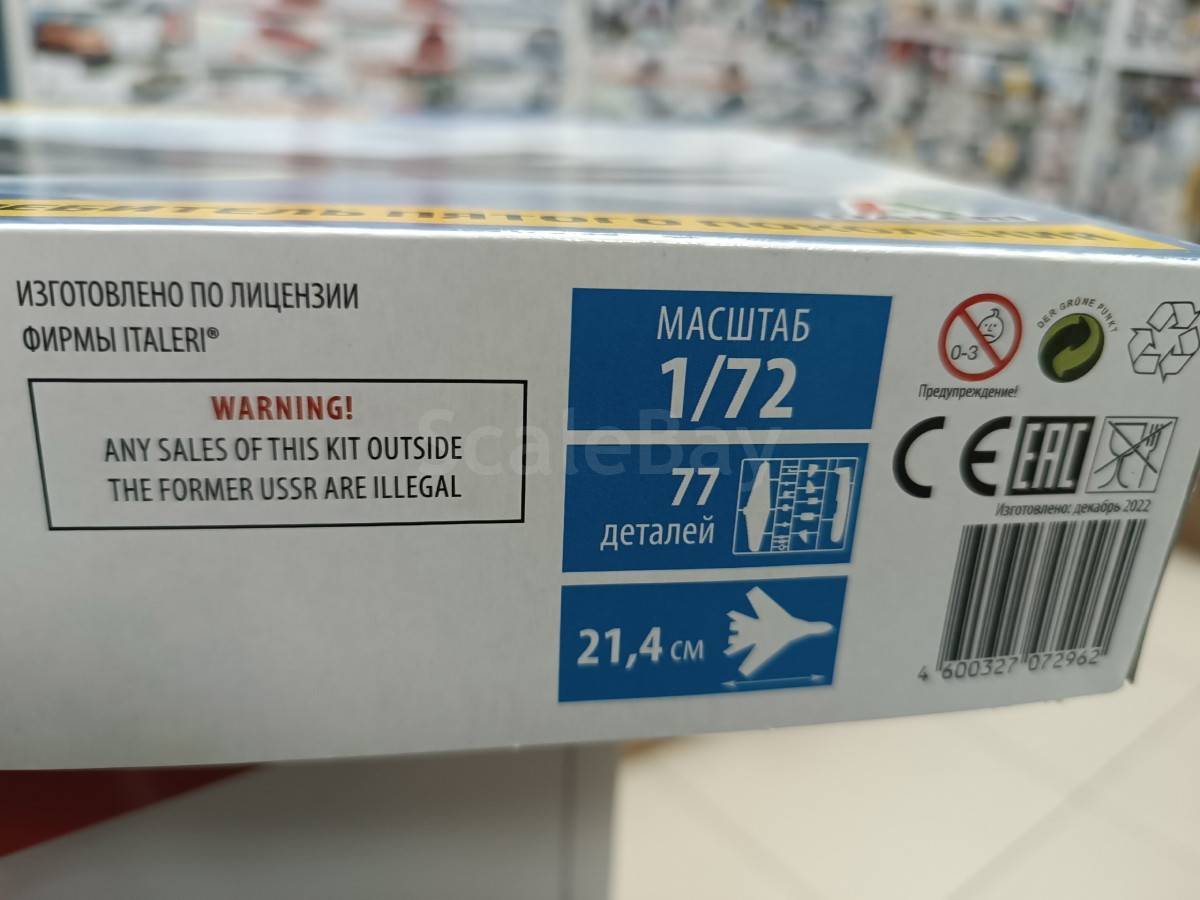 ПЯТОГО ПОКОЛЕНИЯ
ИЗГОТОВЛЕНО ПО ЛИЦЕНЗИИ
ФИРМЫ ITALERI®
WARNING!
ANY SALES OF THIS KIT OUTSIDE
THE FORMER USSR ARE ILLEGAL
ScaleBay
МАСШТАБ
1/72
77
деталей
21,4 см
0-3
Предупреждение!
DER GRÜNE PUNKT
CE
EAC
Изготовлено: декабрь 2022
4 600327 072962